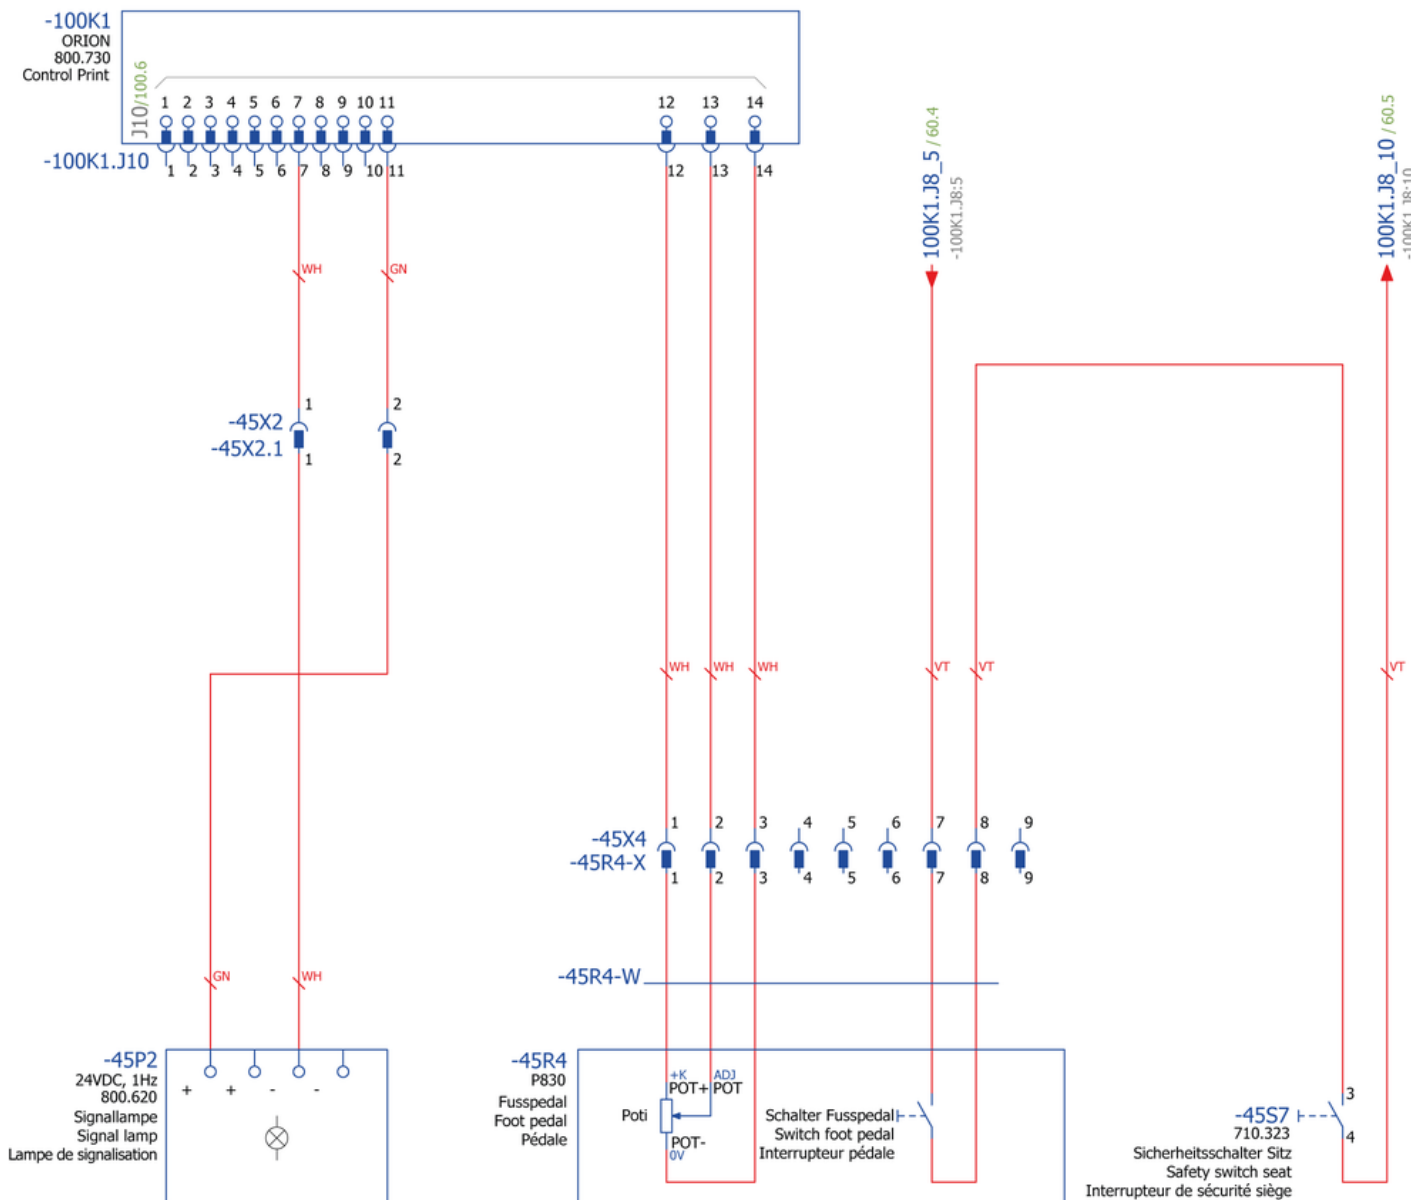 -100K1
ORION
800.730
Control Print
J10/100.6
1 2 3 4 5 6 7 8 9 10 11 12 13 14
-100K1.J10
1 2 3 4 5 6 7 8 9 10 11 12 13 14
100K1.J8_5 / 60.4
-100K1.J8:5
100K1.J8_10 / 60.5
-100K1.J8:10
WH GN
1 2
-45X2
-45X2.1
1 2
WH WH WH VT VT VT
1 2 3 4 5 6 7 8 9
-45X4
-45R4-X
1 2 3 4 5 6 7 8 9
GN WH
-45R4-W
-45P2
24VDC, 1Hz
800.620
Signallampe
Signal lamp
Lampe de signalisation
+ + - -
-45R4
P830
Fusspedal
Foot pedal
Pédale
+K ADJ
POT+ POT
Poti
POT-
0V
Schalter Fusspedal
Switch foot pedal
Interrupteur pédale
3
-45S7
4
710.323
Sicherheitsschalter Sitz
Safety switch seat
Interrupteur de sécurité siège